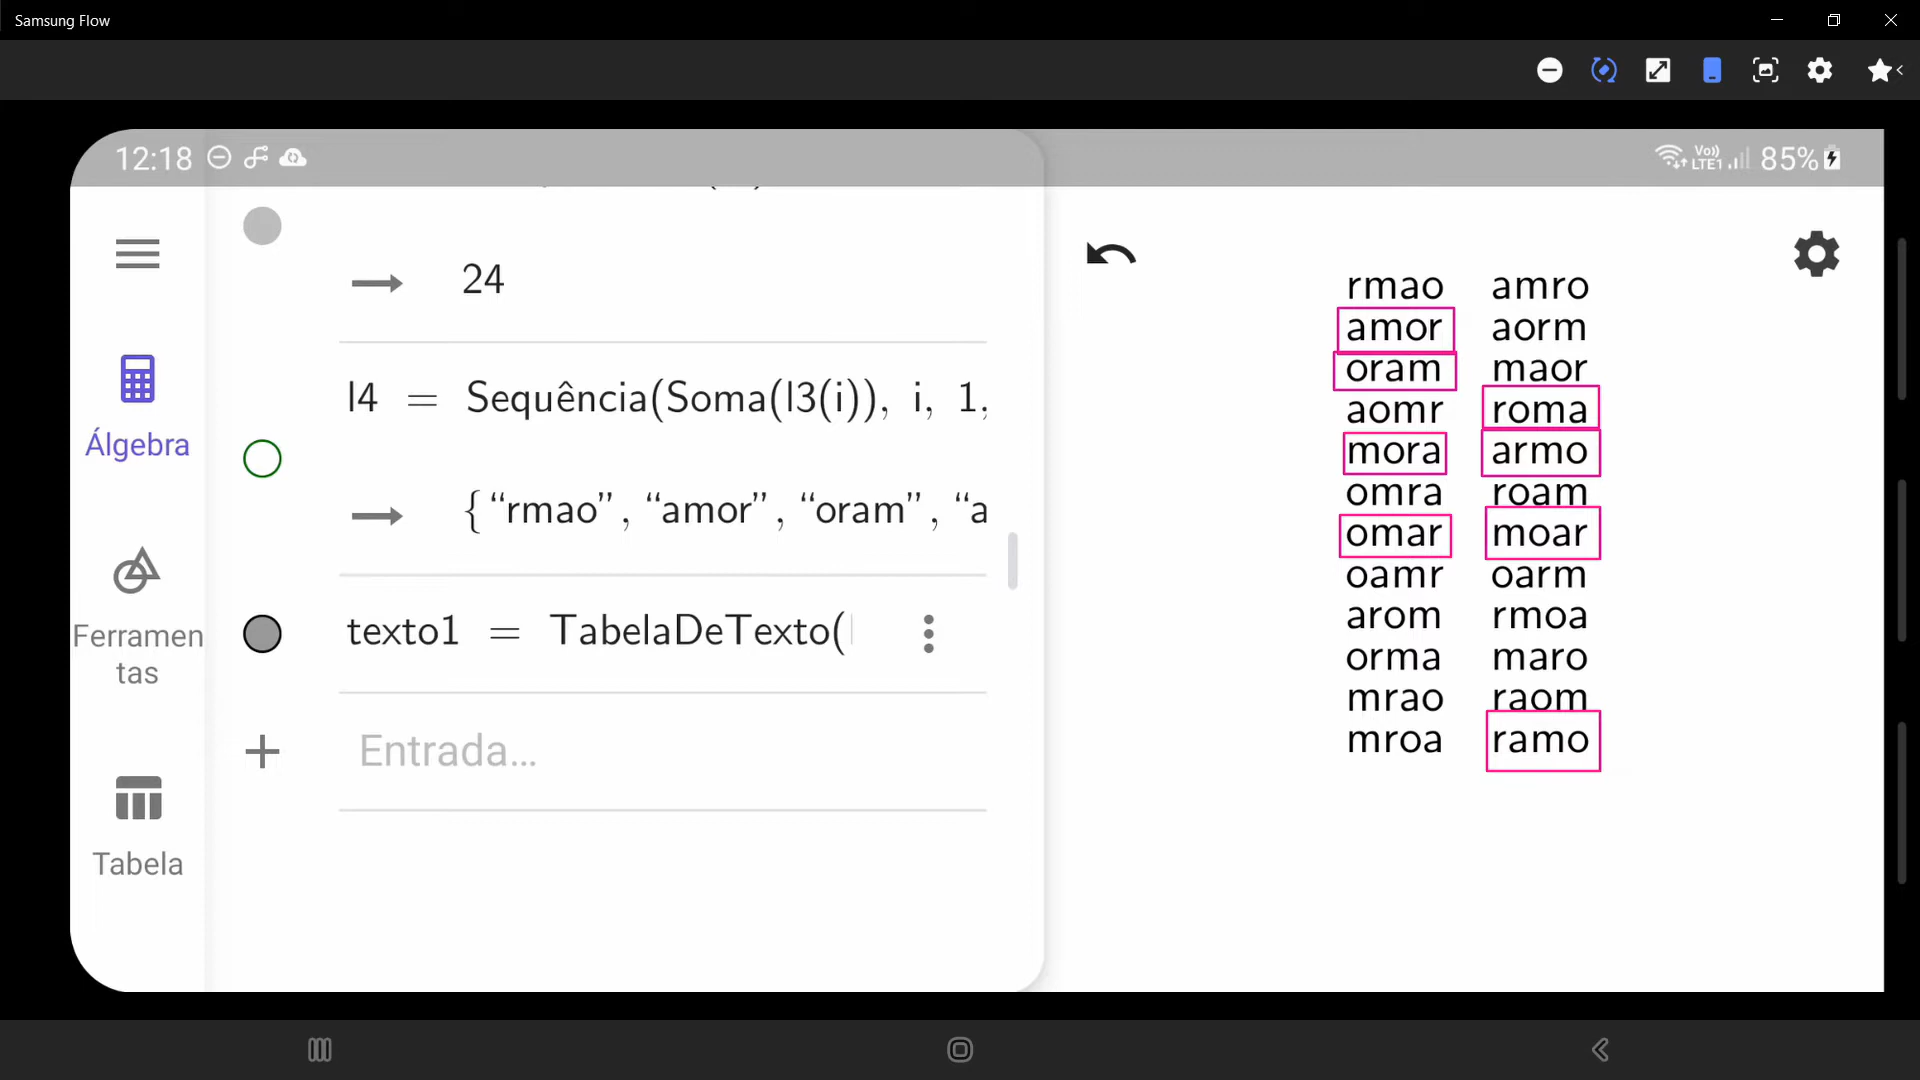 Samsung Flow
12:18
Vo)) LTE1 85%
24
l4 = Sequência(Soma(l3(i)), i, 1,
{“rmao”, “amor”, “oram”, “a
texto1 = TabelaDeTexto(
Entrada...
Álgebra
Ferramen
tas
Tabela
rmao amro
amor aorm
oram maor
aomr roma
mora armo
omra roam
omar moar
oamr oarm
arom rmoa
orma maro
mrao raom
mroa ramo